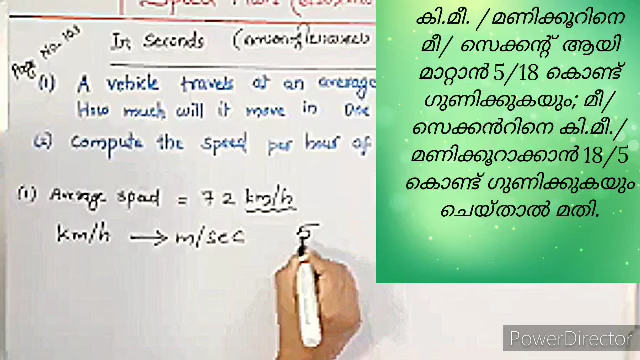 Speed Math
Page No. 103
In Seconds
(1) A vehicle travels at an average
How much will it move in One
(2) Compute the speed per hour of
(1) Average speed = 72 km/h
km/h → m/sec 5
കി.മീ. /മണിക്കൂറിനെ
മീ/ സെക്കന്റ് ആയി
മാറ്റാൻ 5/18 കൊണ്ട്
ഗുണിക്കുകയും; മീ/
സെക്കൻറിനെ കി.മീ./
മണിക്കൂറാക്കാൻ 18/5
കൊണ്ട് ഗുണിക്കുകയും
ചെയ്താൽ മതി.
PowerDirector